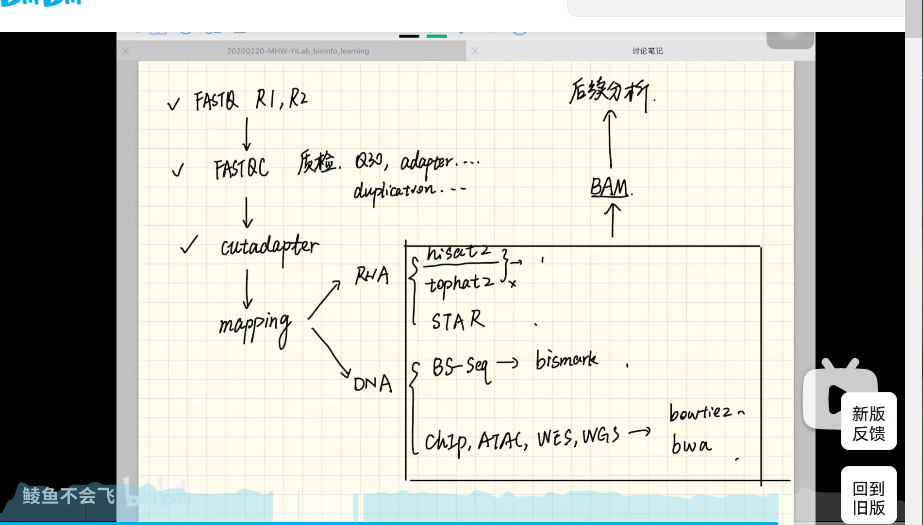 20200220-MHW-YiLab_bioinfo_learning
讨论笔记
✓ FASTQ R1, R2
✓ FASTQC 质检. Q30, adapter....
duplication....
✓ cutadapter
mapping
RNA
hisat2
tophat2
STAR
DNA
BS-Seq → bismark
ChIp, ATAC, WES, WGS →
bowtie2
bwa
BAM.
后续分析.
新版
反馈
回到
旧版
鲮鱼不会飞